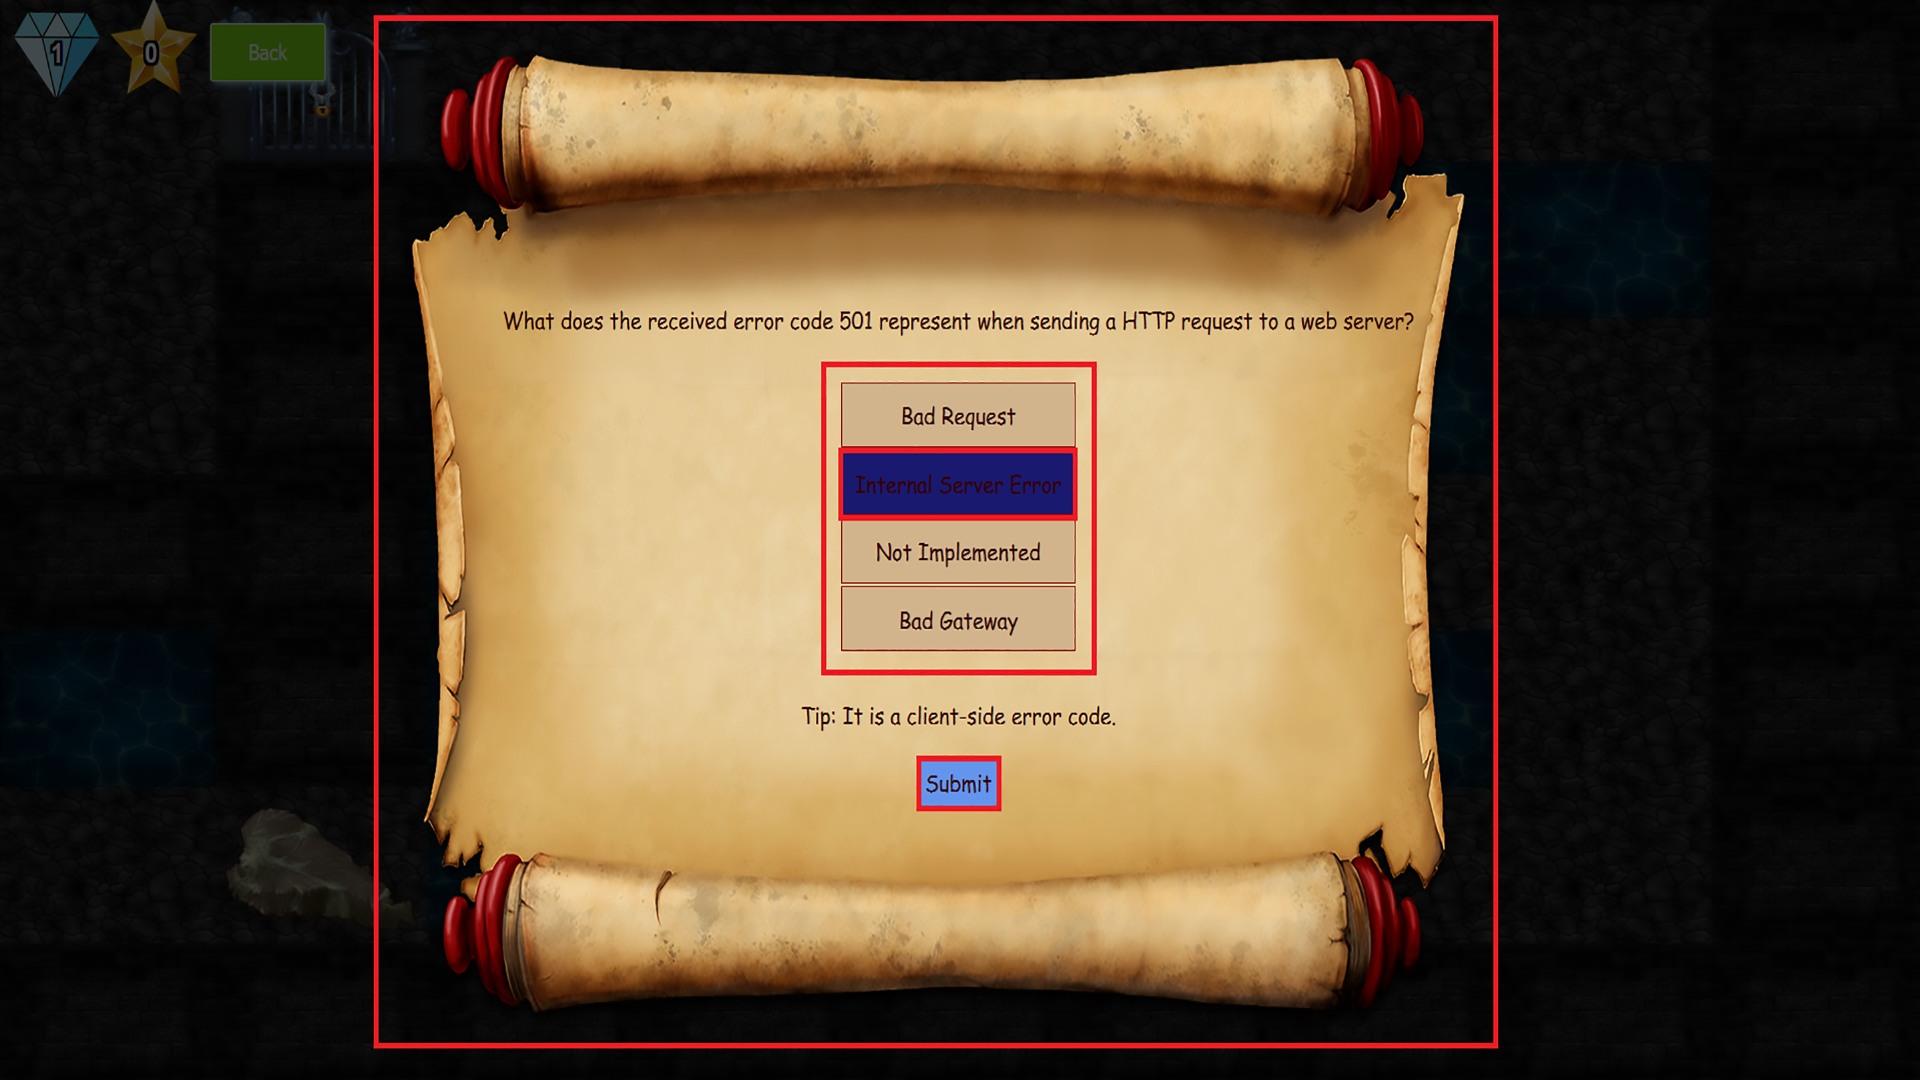 1
0
Back
What does the received error code 501 represent when sending a HTTP request to a web server?
Bad Request
Internal Server Error
Not Implemented
Bad Gateway
Tip: It is a client-side error code.
Submit